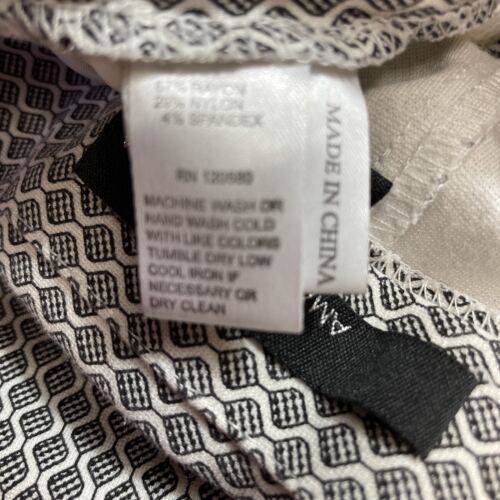 67% RAYON
29% NYLON
4% SPANDEX
RN 120980
MACHINE WASH OR
HAND WASH COLD
WITH LIKE COLORS
TUMBLE DRY LOW
COOL IRON IF
NECESSARY OR
DRY CLEAN
MADE IN CHINA